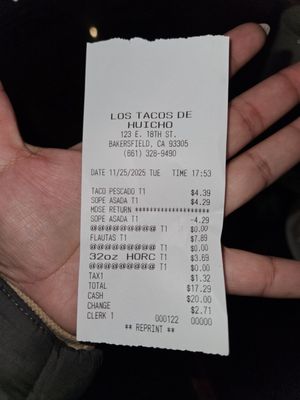 LOS TACOS DE
HUICHO
123 E. 18TH ST.
BAKERSFIELD, CA 93305
(661) 328-9490
DATE 11/25/2025 TUE TIME 17:53
TACO PESCADO T1 $4.39
SOPE ASADA T1 $4.29
MDSE RETURN ********************
SOPE ASADA T1 -4.29
@@@@@@@@@ T1 $0.00
FLAUTAS T1 $7.89
@@@@@@@@@ T1 $0.00
32oz HORC T1 $3.69
@@@@@@@@@ T1 $0.00
TAX1 $1.32
TOTAL $17.29
CASH $20.00
CHANGE $2.71
CLERK 1 000122 00000
** REPRINT **